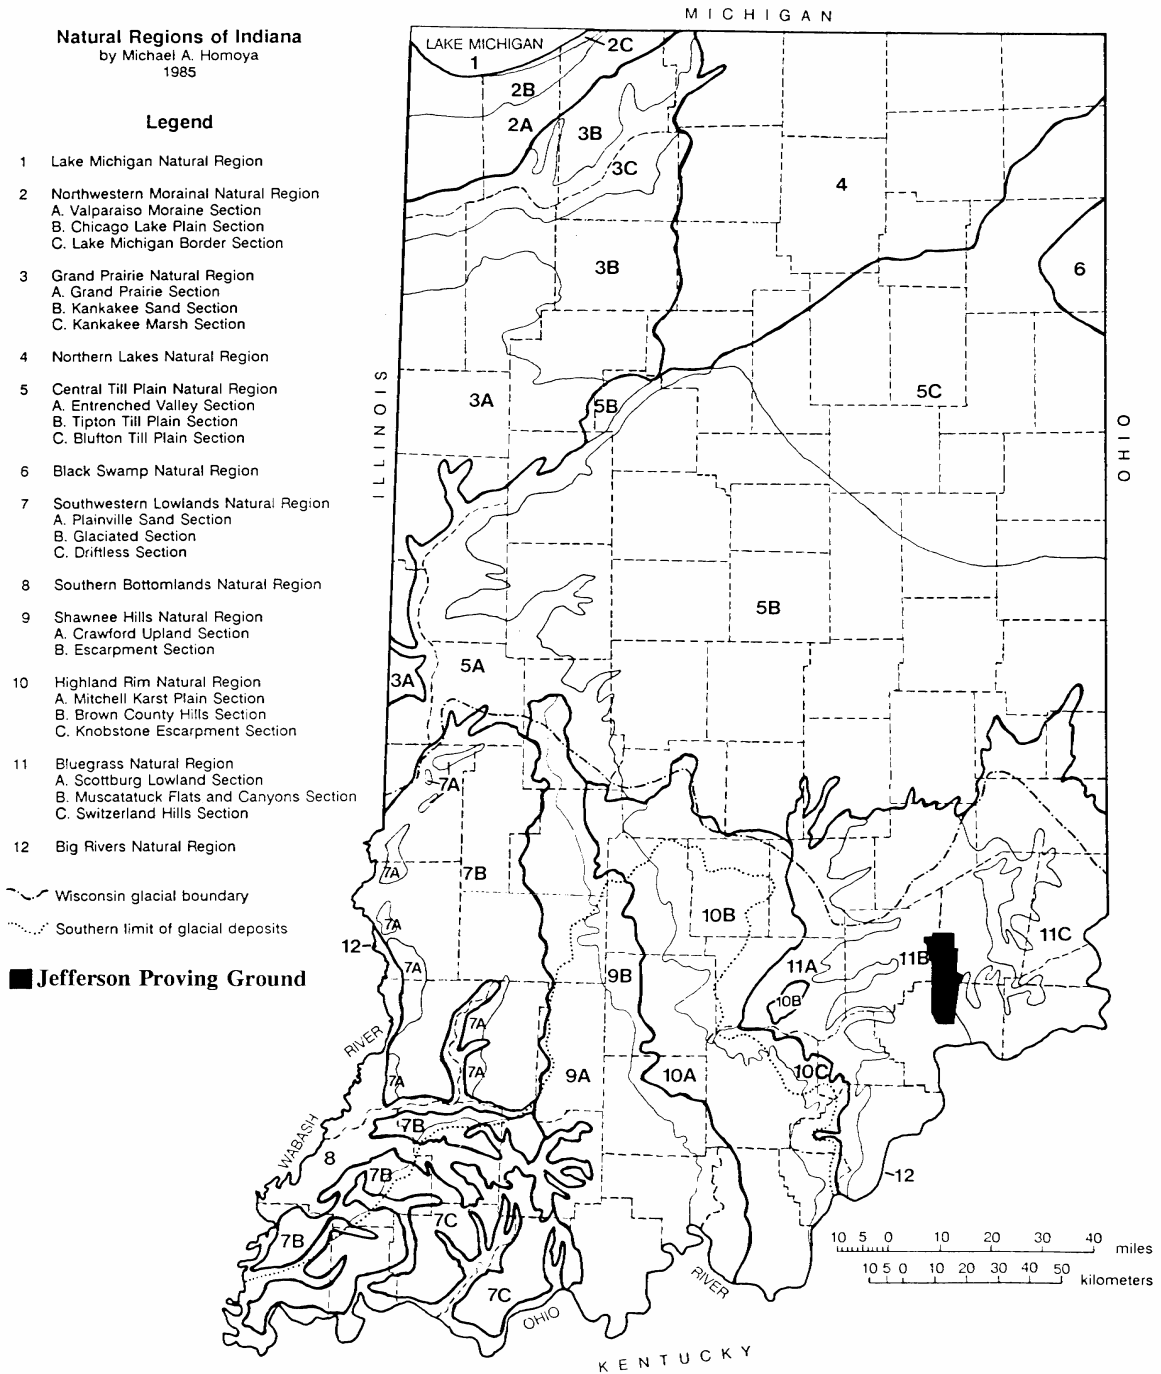 Natural Regions of Indiana
by Michael A. Homoya
1985
Legend
1 Lake Michigan Natural Region
2 Northwestern Morainal Natural Region
A. Valparaiso Moraine Section
B. Chicago Lake Plain Section
C. Lake Michigan Border Section
3 Grand Prairie Natural Region
A. Grand Prairie Section
B. Kankakee Sand Section
C. Kankakee Marsh Section
4 Northern Lakes Natural Region
5 Central Till Plain Natural Region
A. Entrenched Valley Section
B. Tipton Till Plain Section
C. Blufton Till Plain Section
6 Black Swamp Natural Region
7 Southwestern Lowlands Natural Region
A. Plainville Sand Section
B. Glaciated Section
C. Driftless Section
8 Southern Bottomlands Natural Region
9 Shawnee Hills Natural Region
A. Crawford Upland Section
B. Escarpment Section
10 Highland Rim Natural Region
A. Mitchell Karst Plain Section
B. Brown County Hills Section
C. Knobstone Escarpment Section
11 Bluegrass Natural Region
A. Scottburg Lowland Section
B. Muscatatuck Flats and Canyons Section
C. Switzerland Hills Section
12 Big Rivers Natural Region
Wisconsin glacial boundary
Southern limit of glacial deposits
Jefferson Proving Ground
MICHIGAN
LAKE MICHIGAN
1
2C
2B
2A
3B
3C
4
3B
6
ILLINOIS
3A
5B
5C
OHIO
5B
5A
3A
7A
7A
7B
7A
12
7A
10B
11C
11B
11A
9B
10B
7A
RIVER
7A
7A
9A
10A
10C
7B
WABASH
8
7B
12
7C
7B
7C
OHIO
RIVER
KENTUCKY
10 5 0 10 20 30 40 miles
10 5 0 10 20 30 40 50 kilometers